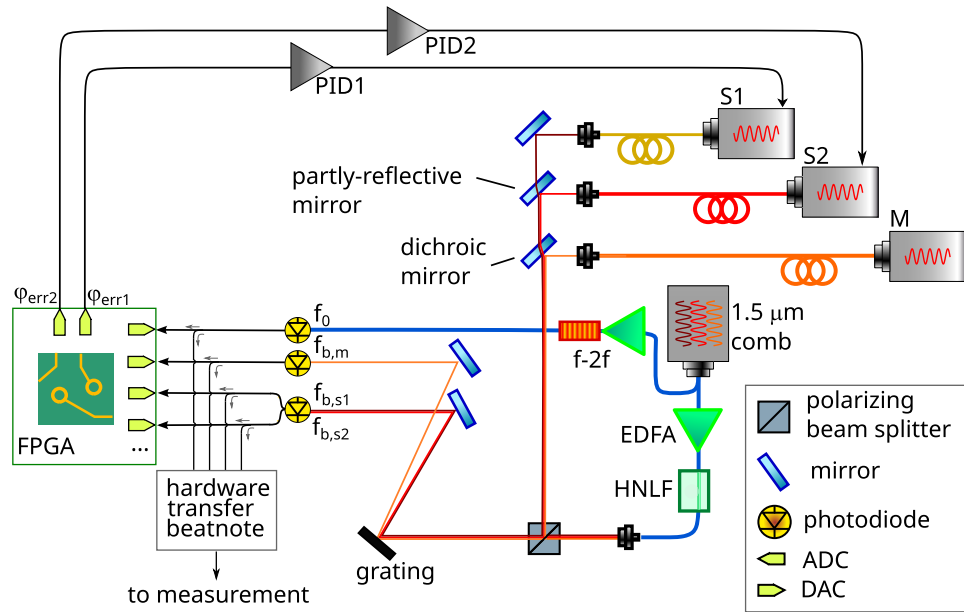 PID2
PID1
S1
S2
M
partly-reflective
mirror
dichroic
mirror
φerr2
φerr1
f0
fb,m
fb,s1
fb,s2
f-2f
1.5 μm
comb
FPGA
...
EDFA
HNLF
hardware
transfer
beatnote
grating
to measurement
polarizing
beam splitter
mirror
photodiode
ADC
DAC